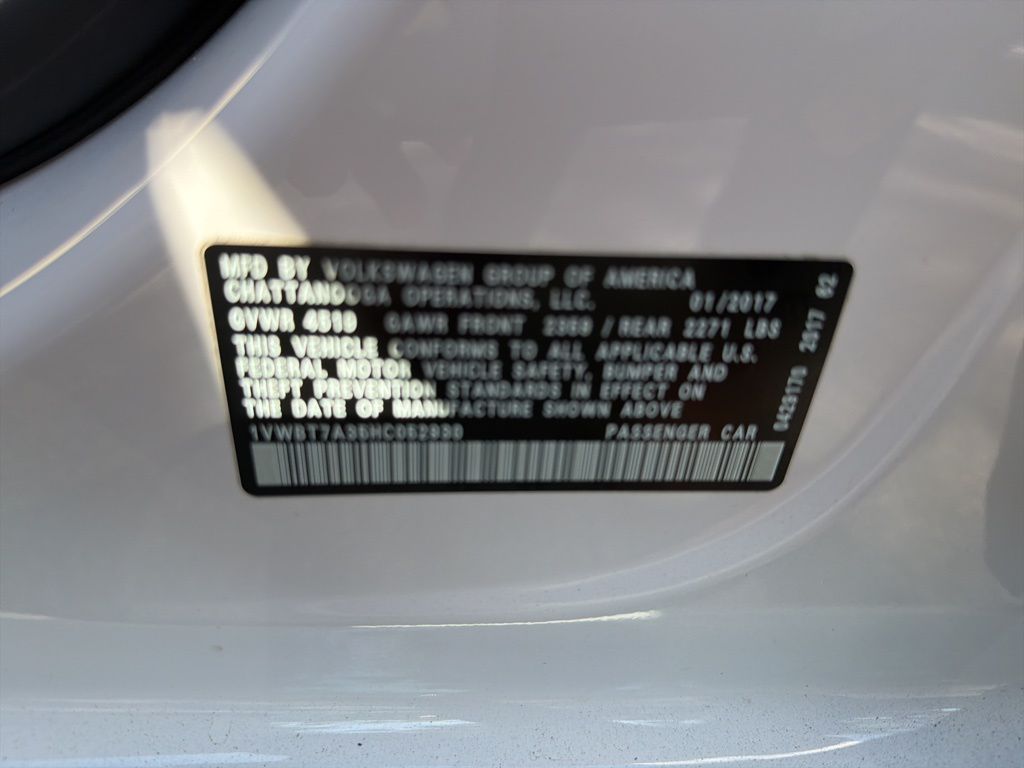 MFD BY VOLKSWAGEN GROUP OF AMERICA
CHATTANOOGA OPERATIONS, LLC. 01/2017
GVWR GAWR FRONT / REAR 2271 LBS
THIS VEHICLE CONFORMS TO ALL APPLICABLE U.S.
FEDERAL MOTOR VEHICLE SAFETY, BUMPER AND
THEFT PREVENTION STANDARDS IN EFFECT ON
THE DATE OF MANUFACTURE SHOWN ABOVE
PASSENGER CAR